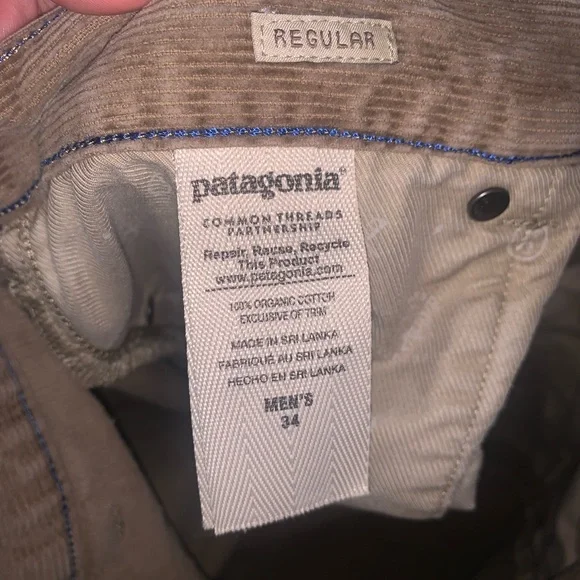 REGULAR
patagonia®
COMMON THREADS
PARTNERSHIP
Repair, Reuse, Recycle
This Product
www.patagonia.com
100% ORGANIC COTTON
EXCLUSIVE OF TRIM
MADE IN SRI LANKA
FABRIQUÉ AU SRI LANKA
HECHO EN SRI LANKA
MEN'S
34